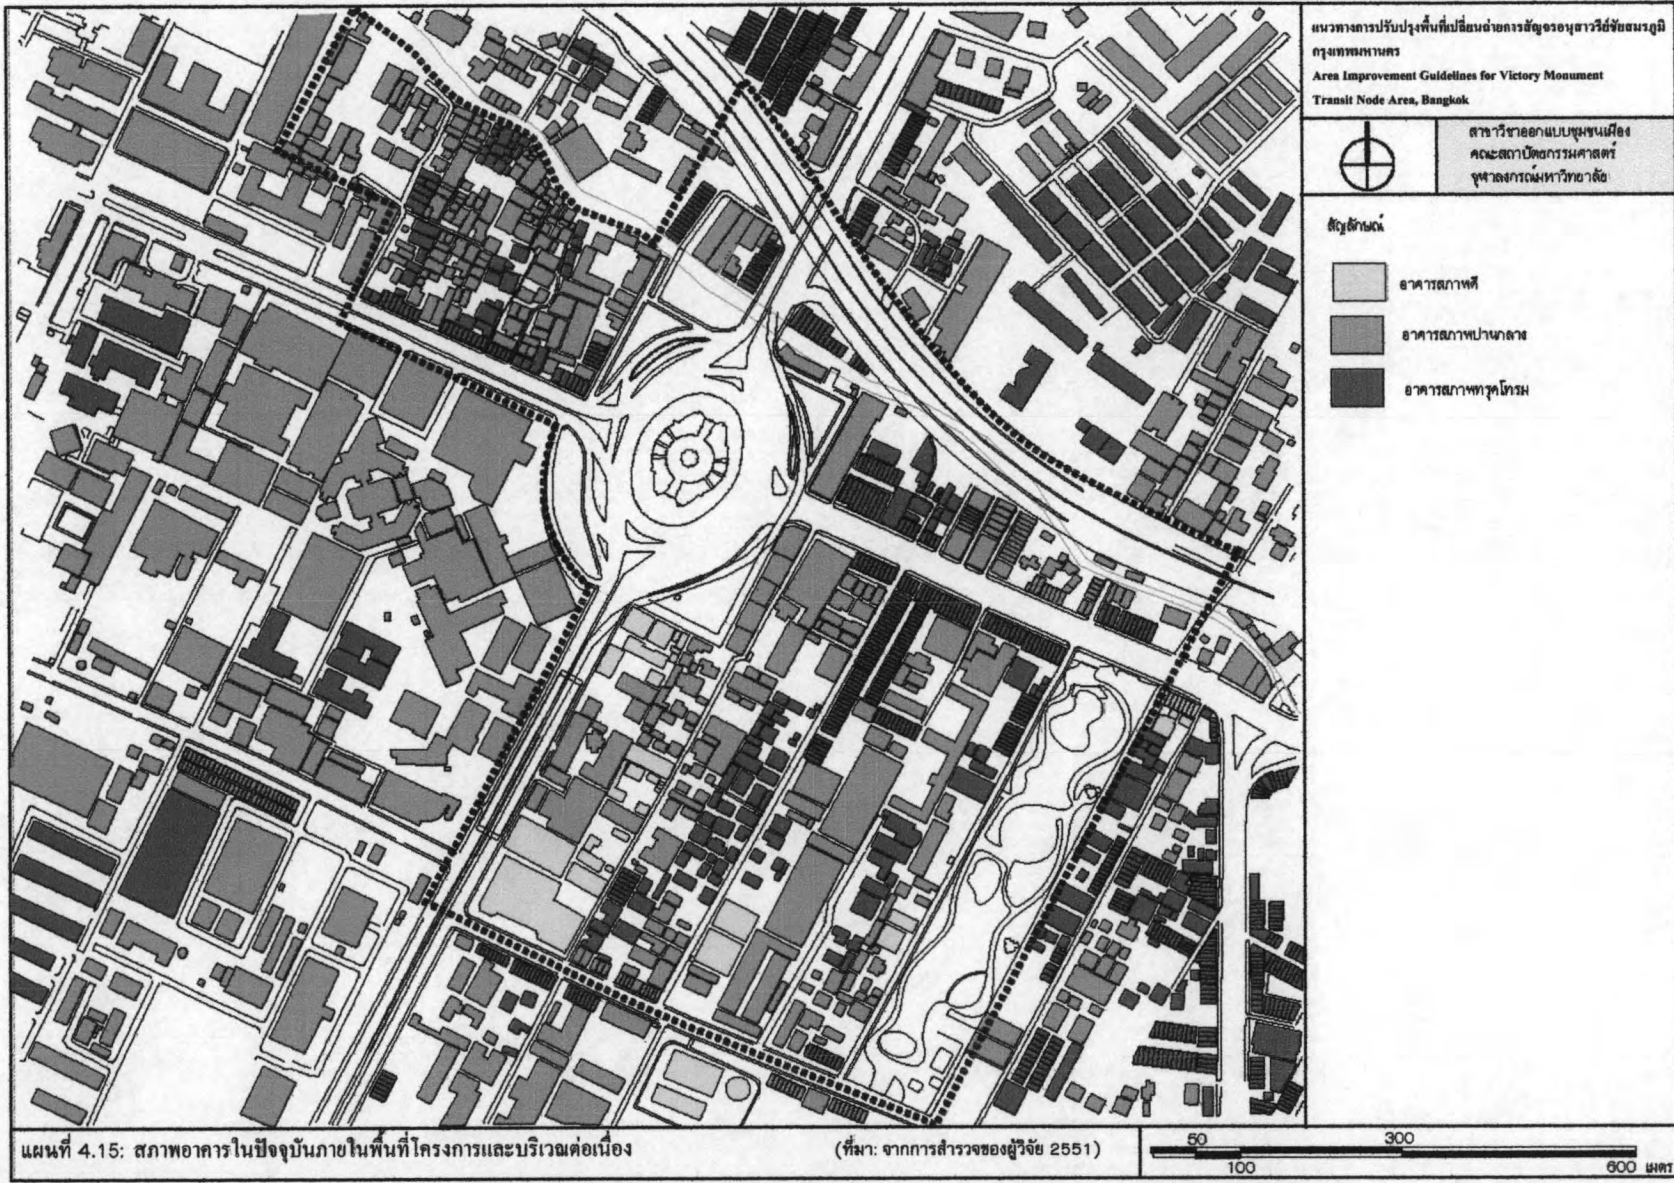 แนวทางการปรับปรุงพื้นที่เปลี่ยนถ่ายการสัญจรอนุสาวรีย์ชัยสมรภูมิ
กรุงเทพมหานคร
Area Improvement Guidelines for Victory Monument
Transit Node Area, Bangkok
สาขาวิชาออกแบบชุมชนเมือง
คณะสถาปัตยกรรมศาสตร์
จุฬาลงกรณ์มหาวิทยาลัย
สัญลักษณ์
อาคารสภาพดี
อาคารสภาพปานกลาง
อาคารสภาพทรุดโทรม
แผนที่ 4.15: สภาพอาคารในปัจจุบันภายในพื้นที่โครงการและบริเวณต่อเนื่อง (ที่มา: จากการสำรวจของผู้วิจัย 2551)
50 300
100 600 เมตร